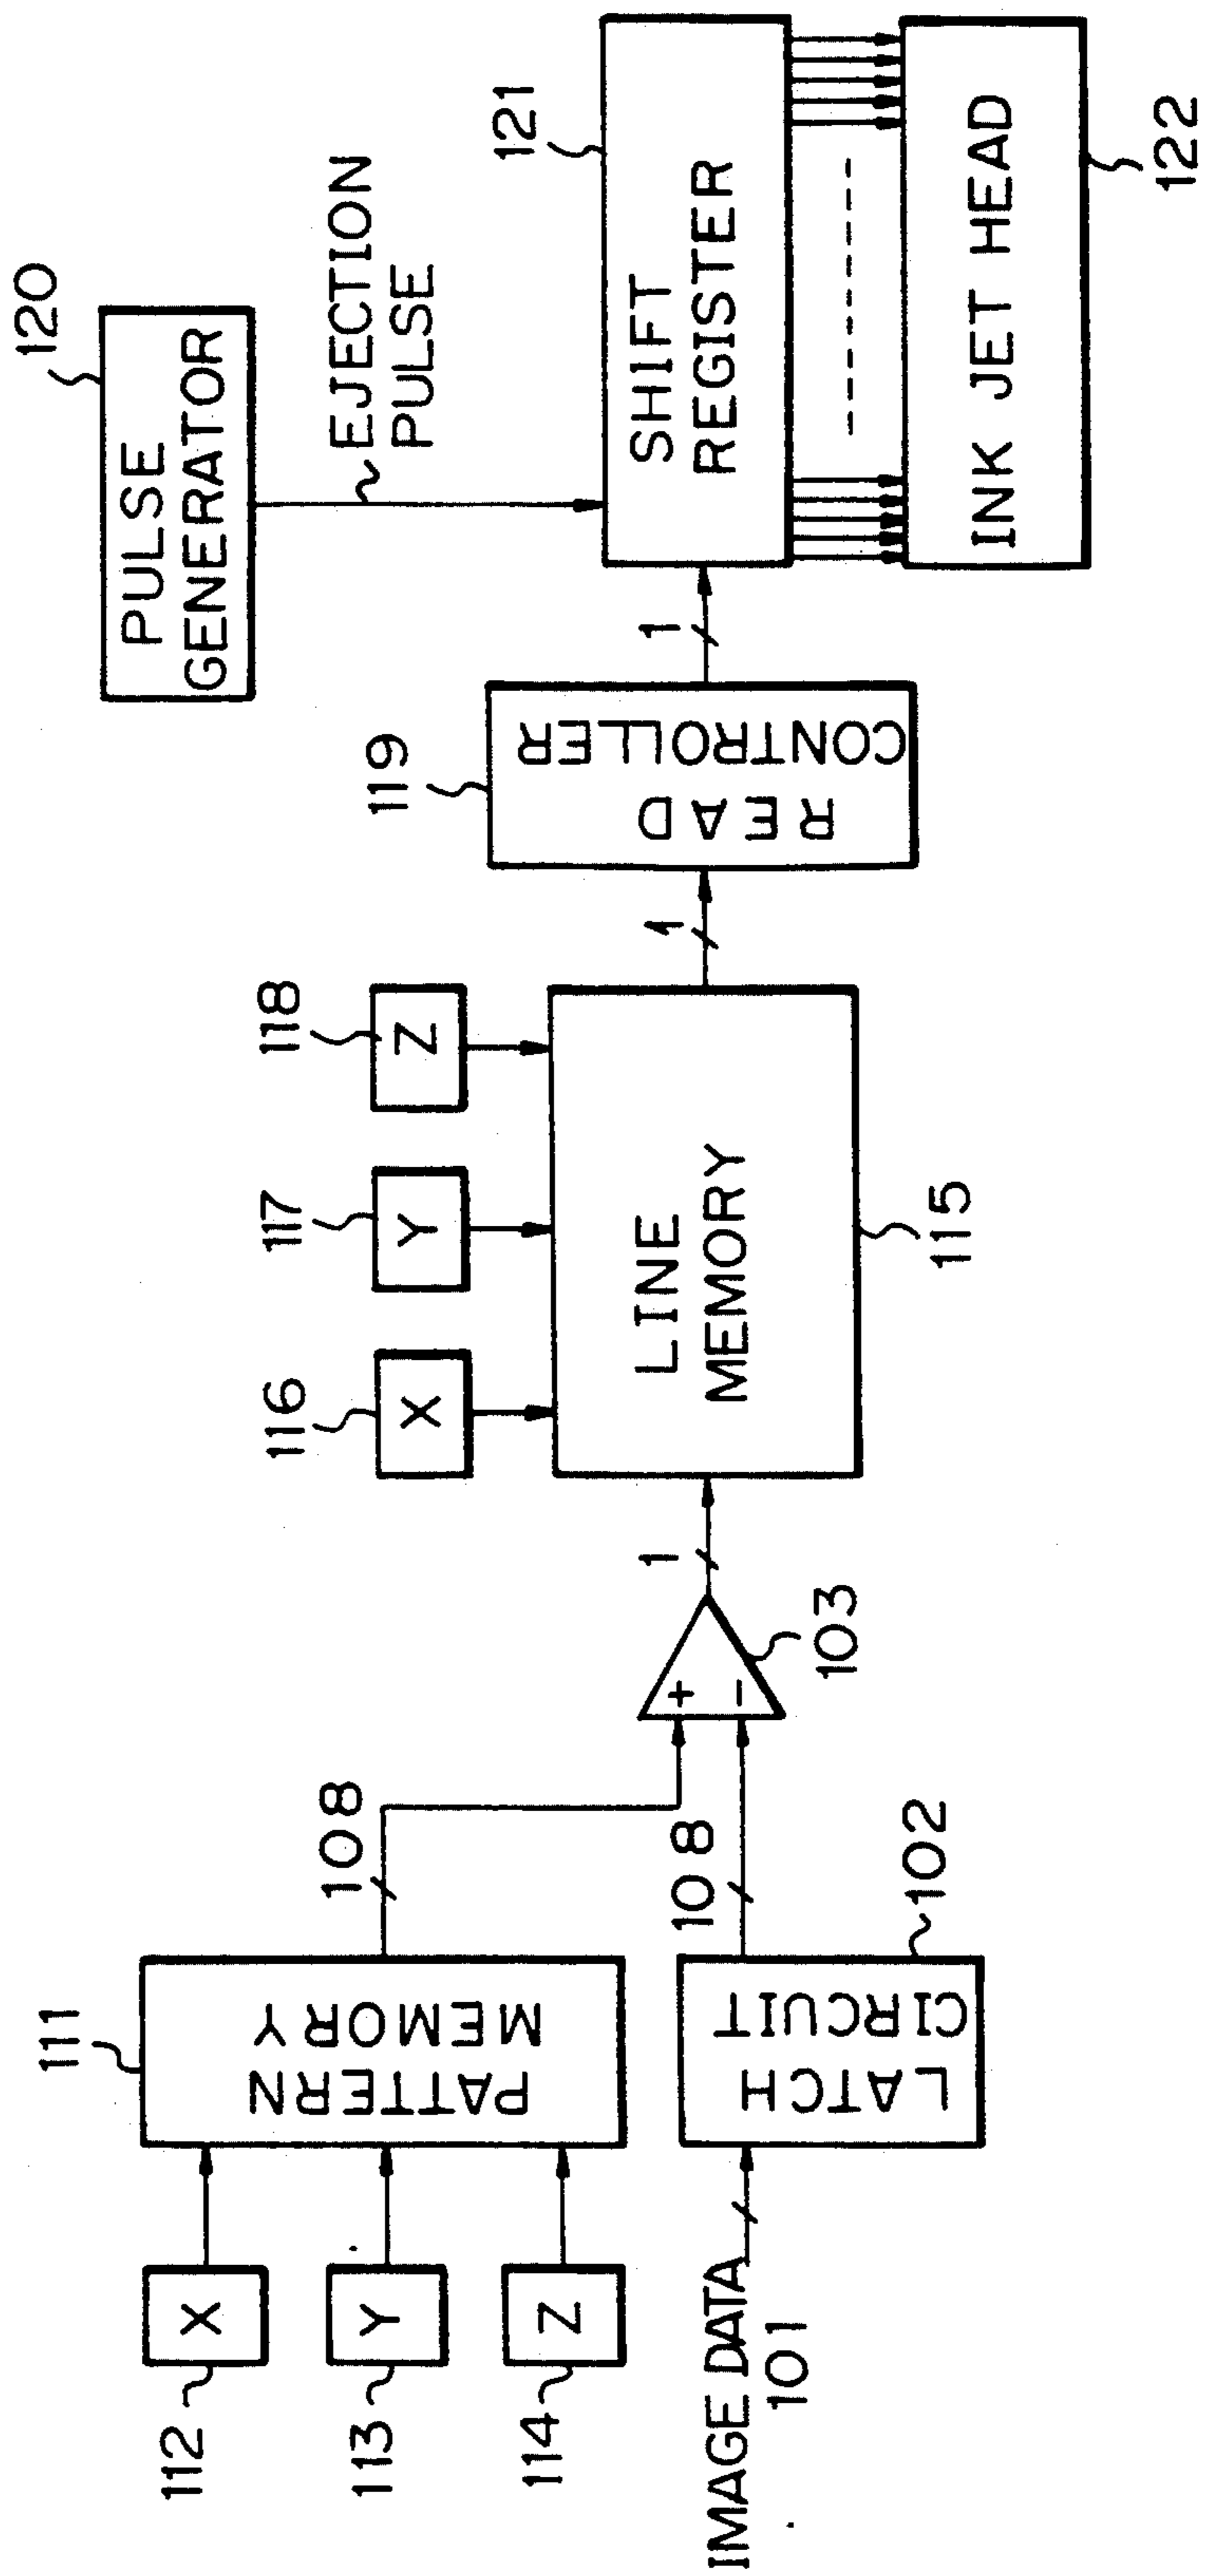 112
X
113
Y
114
Z
111
PATTERN
MEMORY
108
IMAGE DATA
101
LATCH
CIRCUIT
102
108
+
−
103
1
116
X
117
Y
118
Z
LINE
MEMORY
115
1
119
READ
CONTROLLER
1
120
PULSE
GENERATOR
EJECTION
PULSE
121
SHIFT
REGISTER
INK JET HEAD
122